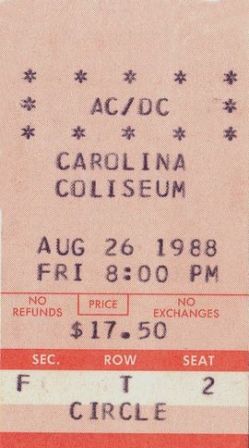 * * * * *
* AC/DC *
* * * * *
CAROLINA
COLISEUM
AUG 26 1988
FRI 8:00 PM
NO REFUNDS PRICE NO EXCHANGES
$17.50
SEC. ROW SEAT
F T 2
CIRCLE